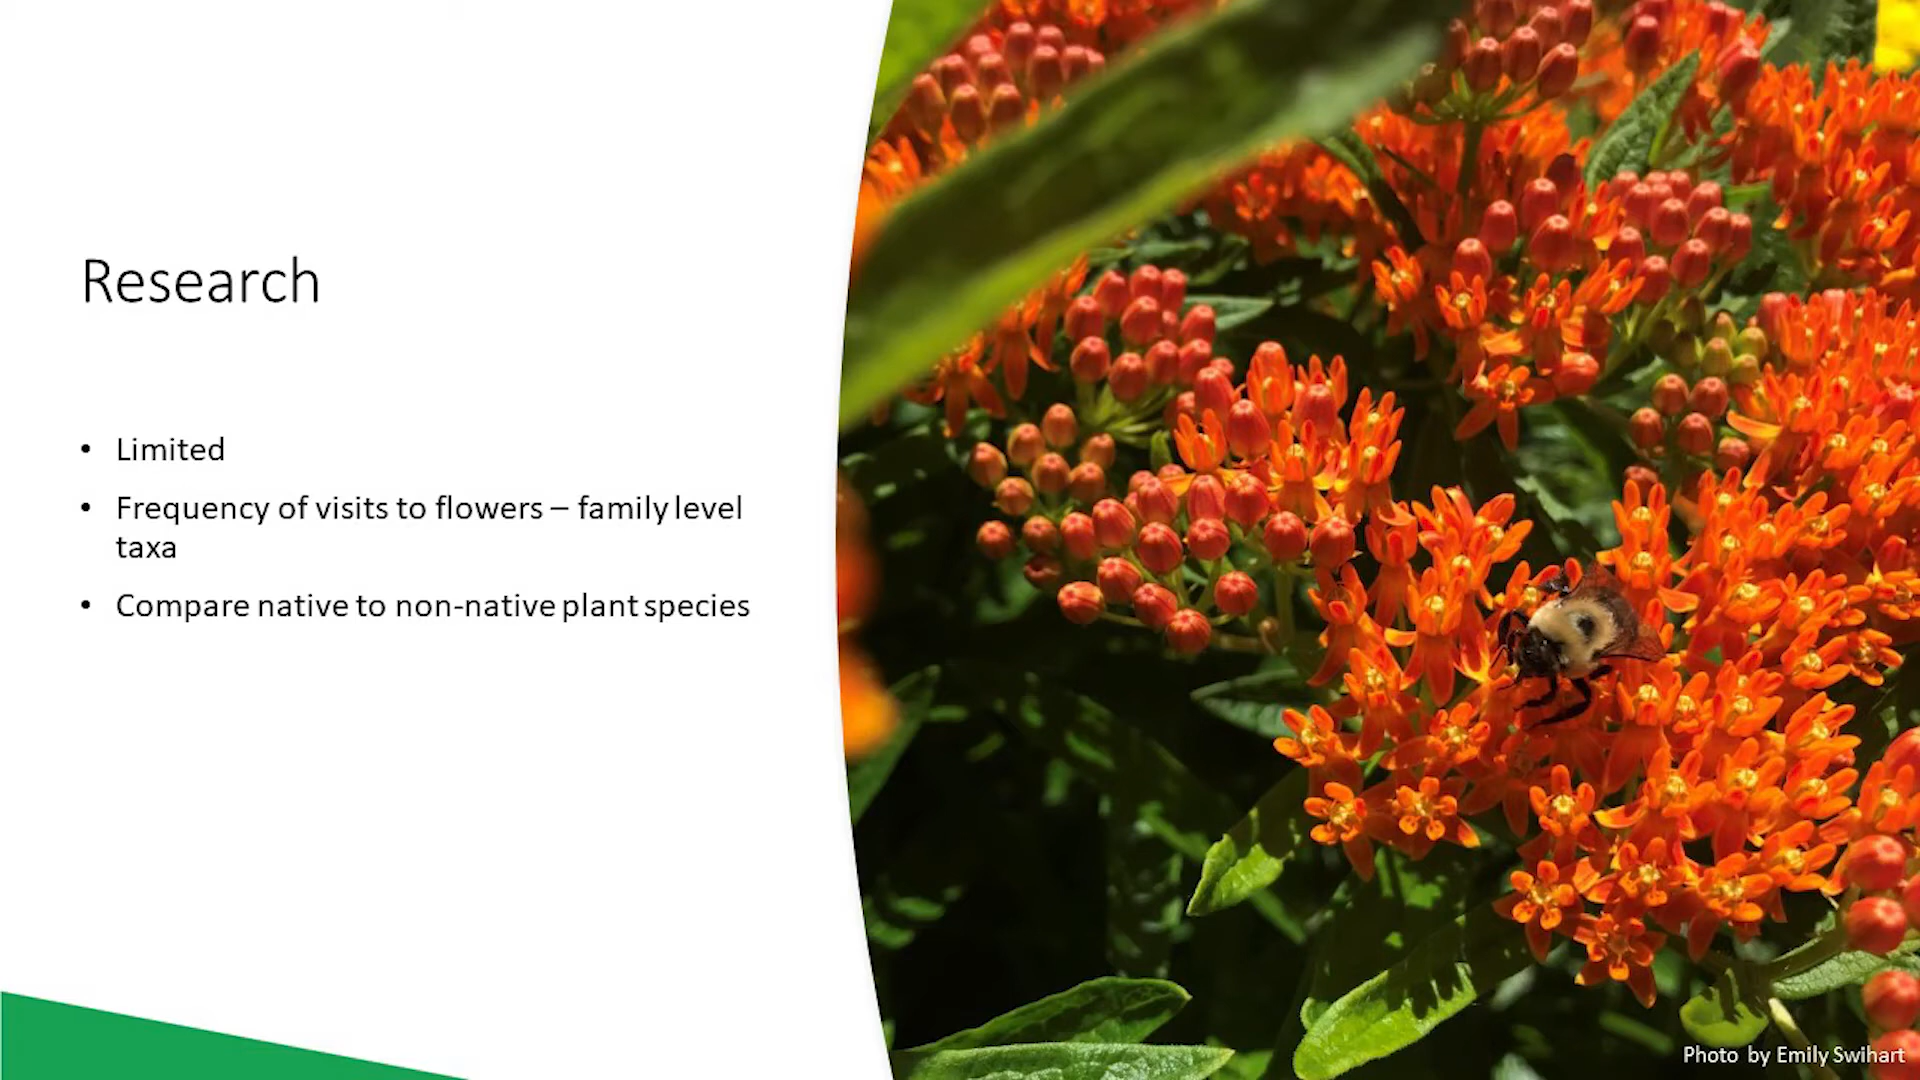 Research
• Limited
• Frequency of visits to flowers – family level
taxa
• Compare native to non-native plant species
Photo by Emily Swihart